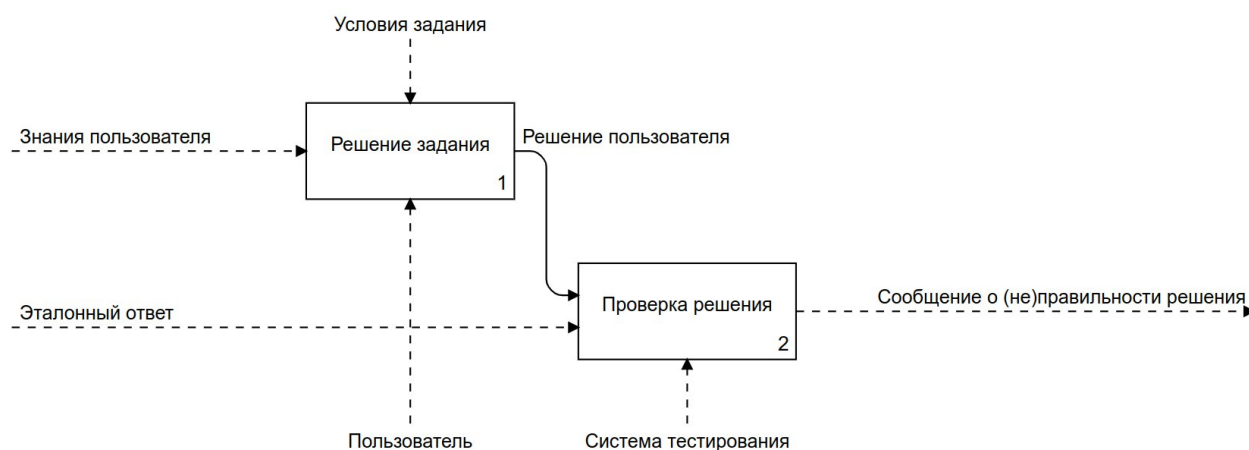 Условия задания
Знания пользователя
Решение задания
1
Решение пользователя
Эталонный ответ
Проверка решения
2
Сообщение о (не)правильности решения
Пользователь
Система тестирования